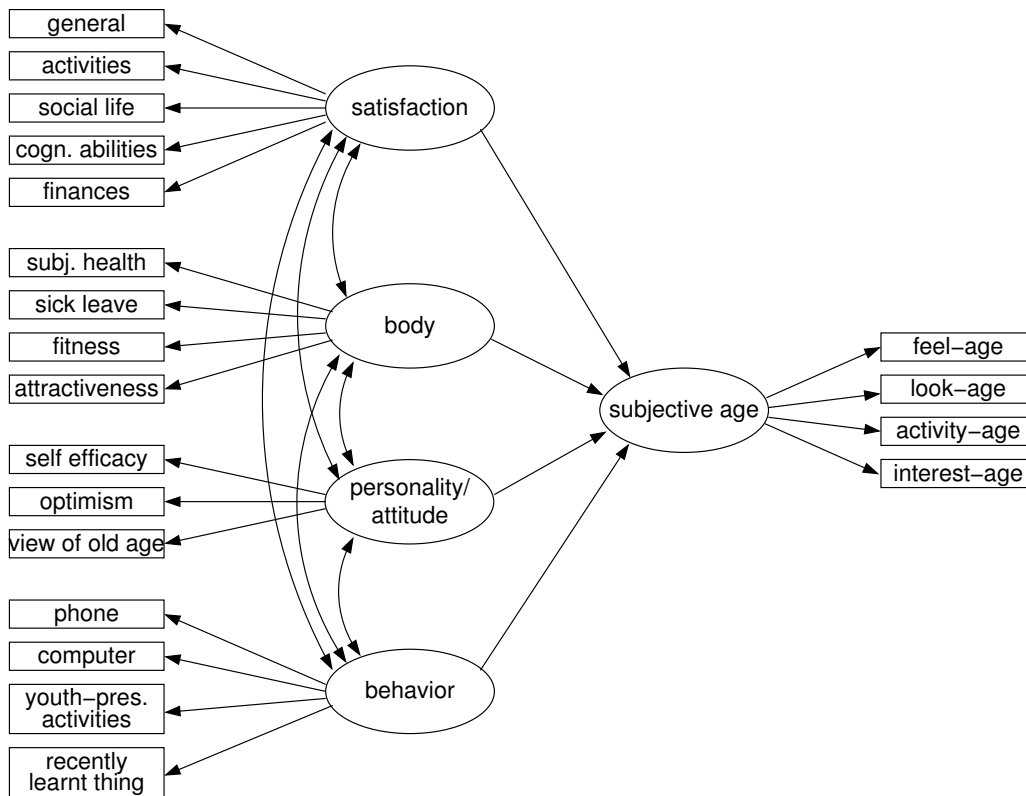 general
activities
social life
cogn. abilities
finances
satisfaction
subj. health
sick leave
fitness
attractiveness
body
self efficacy
optimism
view of old age
personality/
attitude
phone
computer
youth−pres.
activities
recently
learnt thing
behavior
subjective age
feel−age
look−age
activity−age
interest−age